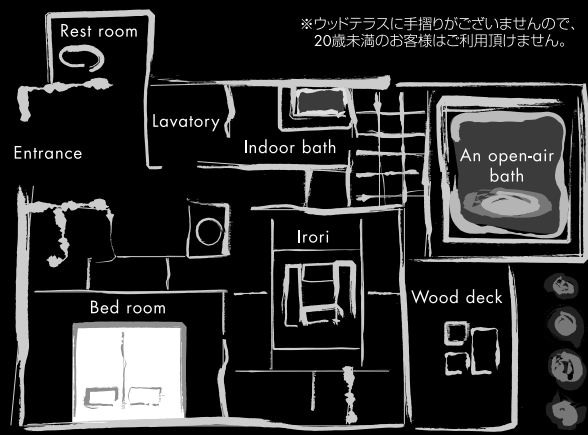 ※ウッドテラスに手摺りがございませんので、
20歳未満のお客様はご利用頂けません。
Rest room
Lavatory
Indoor bath
Entrance
An open-air
bath
Irori
Wood deck
Bed room